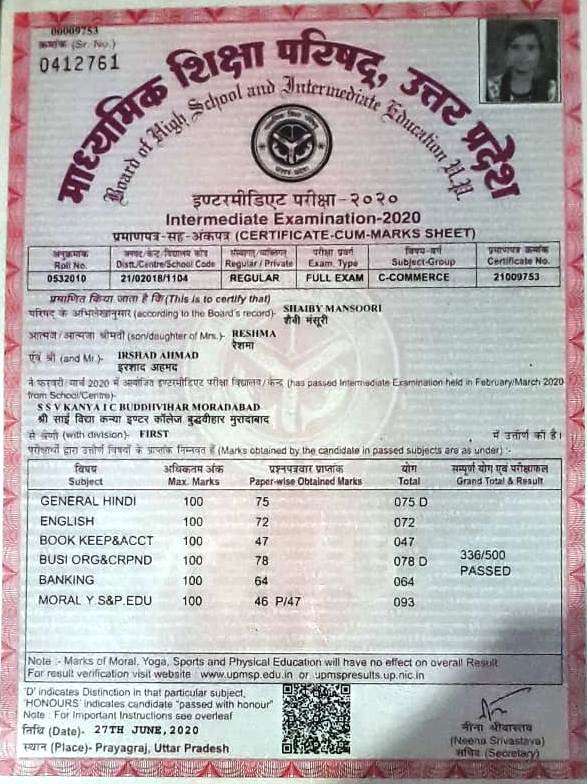 00009753
क्रमांक (Sr. No.)
0412761
माध्यमिक शिक्षा परिषद्, उत्तर प्रदेश
Board of High School and Intermediate Education U.P.
इण्टरमीडिएट परीक्षा-२०२०
Intermediate Examination-2020
प्रमाणपत्र-सह-अंकपत्र (CERTIFICATE-CUM-MARKS SHEET)
अनुक्रमांक जनपद/केन्द्र/विद्यालय कोड संस्थागत/व्यक्तिगत परीक्षा प्रवर्ग विषय-वर्ग प्रमाणपत्र क्रमांक
Roll No. Distt./Centre/School Code Regular / Private Exam. Type Subject-Group Certificate No.
0532010 21/02018/1104 REGULAR FULL EXAM C-COMMERCE 21009753
प्रमाणित किया जाता है कि (This is to certify that)
परिषद के अभिलेखानुसार (according to the Board's record)- SHAIBY MANSOORI
शैबी मंसूरी
आत्मज/आत्मजा श्रीमती (son/daughter of Mrs.)- RESHMA
रेशमा
एवं श्री (and Mr.)- IRSHAD AHMAD
इरशाद अहमद
ने फरवरी/मार्च 2020 में आयोजित इण्टरमीडिएट परीक्षा विद्यालय/केन्द्र (has passed Intermediate Examination held in February/March 2020
from School/Centre)-
S S V KANYA I C BUDDHVIHAR MORADABAD
श्री साई विद्या कन्या इण्टर कॉलेज बुद्धवीहार मुरादाबाद
से श्रेणी (with division)- FIRST में उत्तीर्ण की है।
परीक्षार्थी द्वारा उत्तीर्ण विषयों के प्राप्तांक निम्नवत हैं (Marks obtained by the candidate in passed subjects are as under) :-
विषय अधिकतम अंक प्रश्नपत्रवार प्राप्तांक योग सम्पूर्ण योग एवं परीक्षाफल
Subject Max. Marks Paper-wise Obtained Marks Total Grand Total & Result
GENERAL HINDI 100 75 075 D
ENGLISH 100 72 072
BOOK KEEP&ACCT 100 47 047
BUSI ORG&CRPND 100 78 078 D 336/500
PASSED
BANKING 100 64 064
MORAL Y.S&P.EDU 100 46 P/47 093
Note :- Marks of Moral, Yoga, Sports and Physical Education will have no effect on overall Result
For result verification visit website : www.upmsp.edu.in or upmspresults.up.nic.in
'D' indicates Distinction in that particular subject,
'HONOURS' indicates candidate "passed with honour"
Note : For Important Instructions see overleaf
तिथि (Date)- 27TH JUNE, 2020
स्थान (Place)- Prayagraj, Uttar Pradesh
नीना श्रीवास्तव
(Neena Srivastava)
सचिव (Secretary)